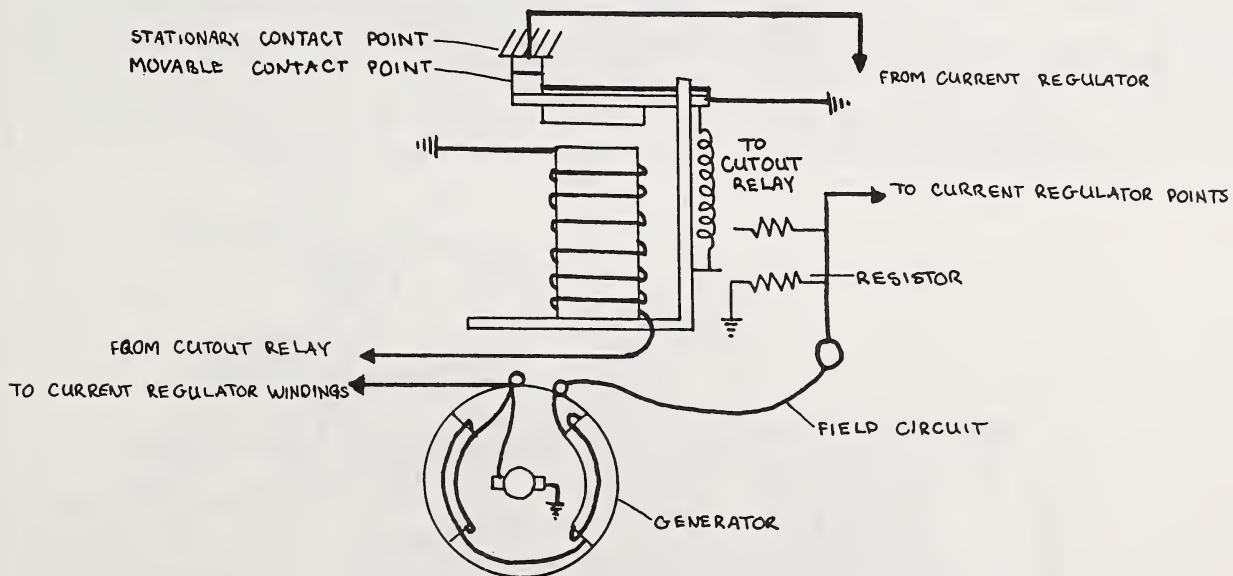 STATIONARY CONTACT POINT
MOVABLE CONTACT POINT
FROM CURRENT REGULATOR
TO
CUTOUT
RELAY
TO CURRENT REGULATOR POINTS
RESISTOR
FROM CUTOUT RELAY
TO CURRENT REGULATOR WINDINGS
FIELD CIRCUIT
GENERATOR